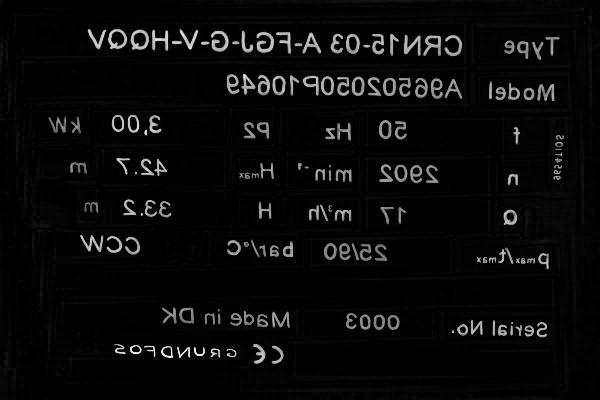 Type CRN15-03 A-FGJ-G-V-HQQV
Model A96502050P10649
f 50 Hz P2 3,00 kW
n 2902 min⁻¹ Hmax 42.7 m
Q 17 m³/h H 33.2 m
pmax/tmax 25/90 bar/°C CCW
Serial No. 0003 Made in DK
CE GRUNDFOS